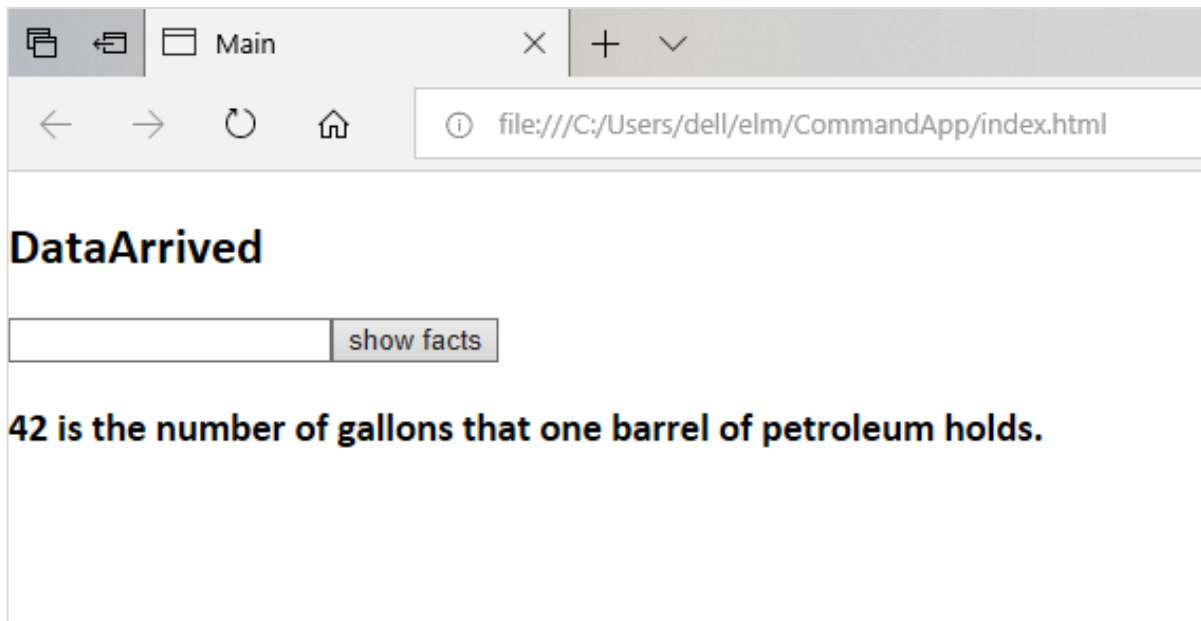 Main
file:///C:/Users/dell/elm/CommandApp/index.html
DataArrived
show facts
42 is the number of gallons that one barrel of petroleum holds.